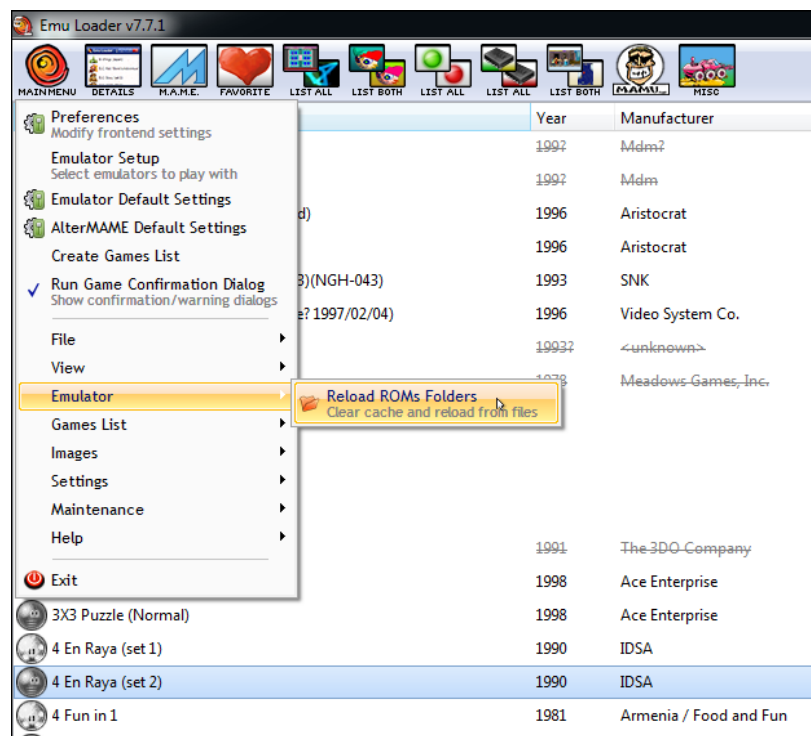 Emu Loader v7.7.1
MAINMENU DETAILS M.A.M.E. FAVORITE LIST ALL LIST BOTH LIST ALL LIST ALL LIST BOTH MAMU_ MISC
Year Manufacturer
Preferences
Modify frontend settings
Emulator Setup
Select emulators to play with
Emulator Default Settings
AlterMAME Default Settings
Create Games List
Run Game Confirmation Dialog
Show confirmation/warning dialogs
File
View
Emulator
Games List
Images
Settings
Maintenance
Help
Exit
Reload ROMs Folders
Clear cache and reload from files
199? Mdm?
199? Mdm
d) 1996 Aristocrat
1996 Aristocrat
3)(NGH-043) 1993 SNK
e? 1997/02/04) 1996 Video System Co.
1993? <unknown>
1978 Meadows Games, Inc.
1991 The 3DO Company
1998 Ace Enterprise
3X3 Puzzle (Normal) 1998 Ace Enterprise
4 En Raya (set 1) 1990 IDSA
4 En Raya (set 2) 1990 IDSA
4 Fun in 1 1981 Armenia / Food and Fun